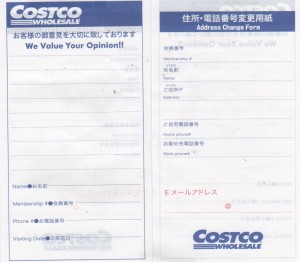 COSTCO
WHOLESALE
お客様の御意見を大切に致しております
We Value Your Opinion!!
Name●お名前
Membership #●会員番号
Phone #●お電話番号
Visiting Date●ご来店日
住所・電話番号変更用紙
Address Change Form
会員番号
Membership #
お名前
Name
ご住所〒
Address
ご自宅電話番号
Home phone#
お勤め先電話番号
Work phone#
Eメールアドレス
@
COSTCO
WHOLESALE